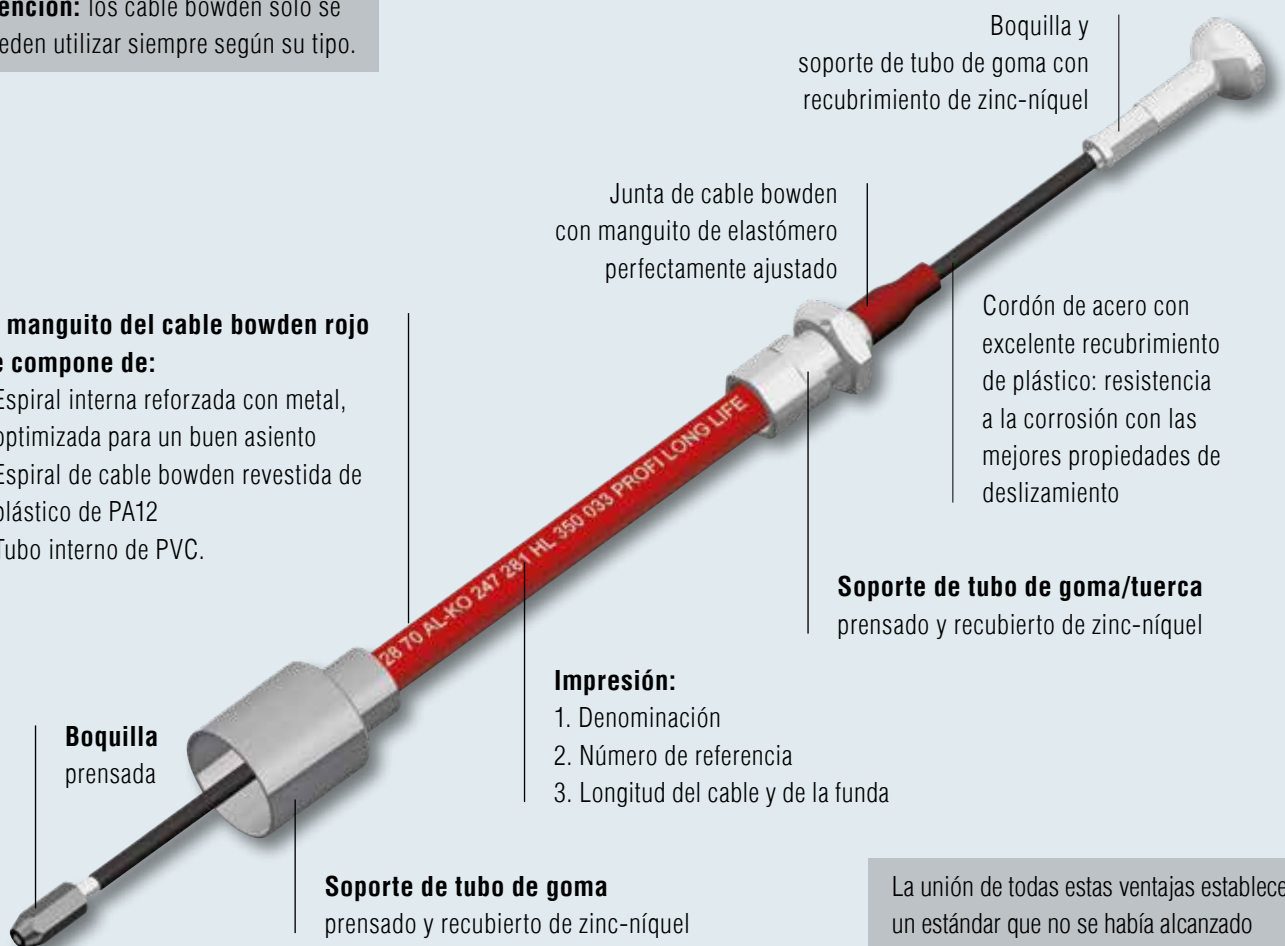 ención: los cable bowden solo se
eden utilizar siempre según su tipo.
Boquilla y
soporte de tubo de goma con
recubrimiento de zinc-níquel
Junta de cable bowden
con manguito de elastómero
perfectamente ajustado
manguito del cable bowden rojo
e compone de:
Espiral interna reforzada con metal,
optimizada para un buen asiento
Espiral de cable bowden revestida de
plástico de PA12
Tubo interno de PVC.
Cordón de acero con
excelente recubrimiento
de plástico: resistencia
a la corrosión con las
mejores propiedades de
deslizamiento
28 70 AL-KO 247 281 HL 350 033 PROFI LONG LIFE
Soporte de tubo de goma/tuerca
prensado y recubierto de zinc-níquel
Impresión:
1. Denominación
2. Número de referencia
3. Longitud del cable y de la funda
Boquilla
prensada
Soporte de tubo de goma
prensado y recubierto de zinc-níquel
La unión de todas estas ventajas establece
un estándar que no se había alcanzado